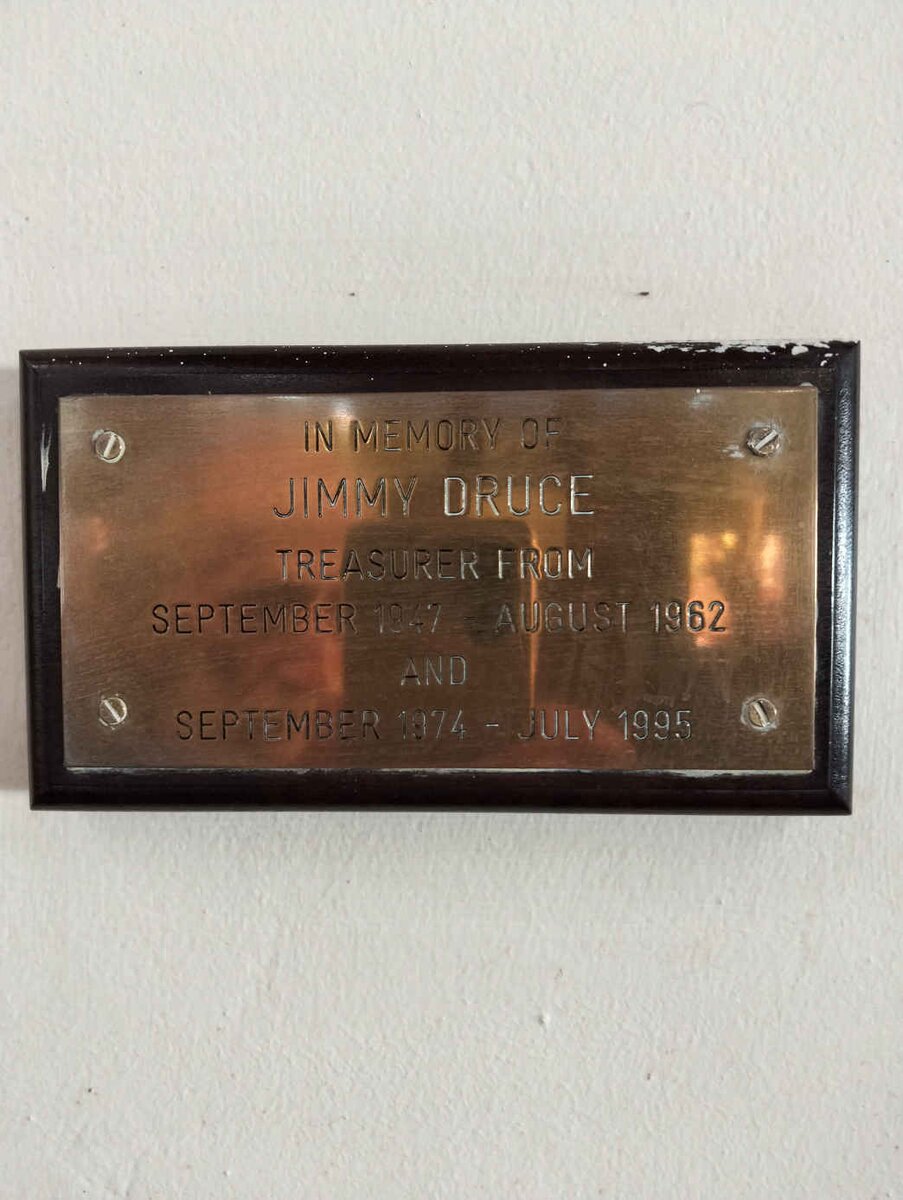 IN MEMORY OF
JIMMY DRUCE
TREASURER FROM
SEPTEMBER 1947 - AUGUST 1962
AND
SEPTEMBER 1974 - JULY 1995